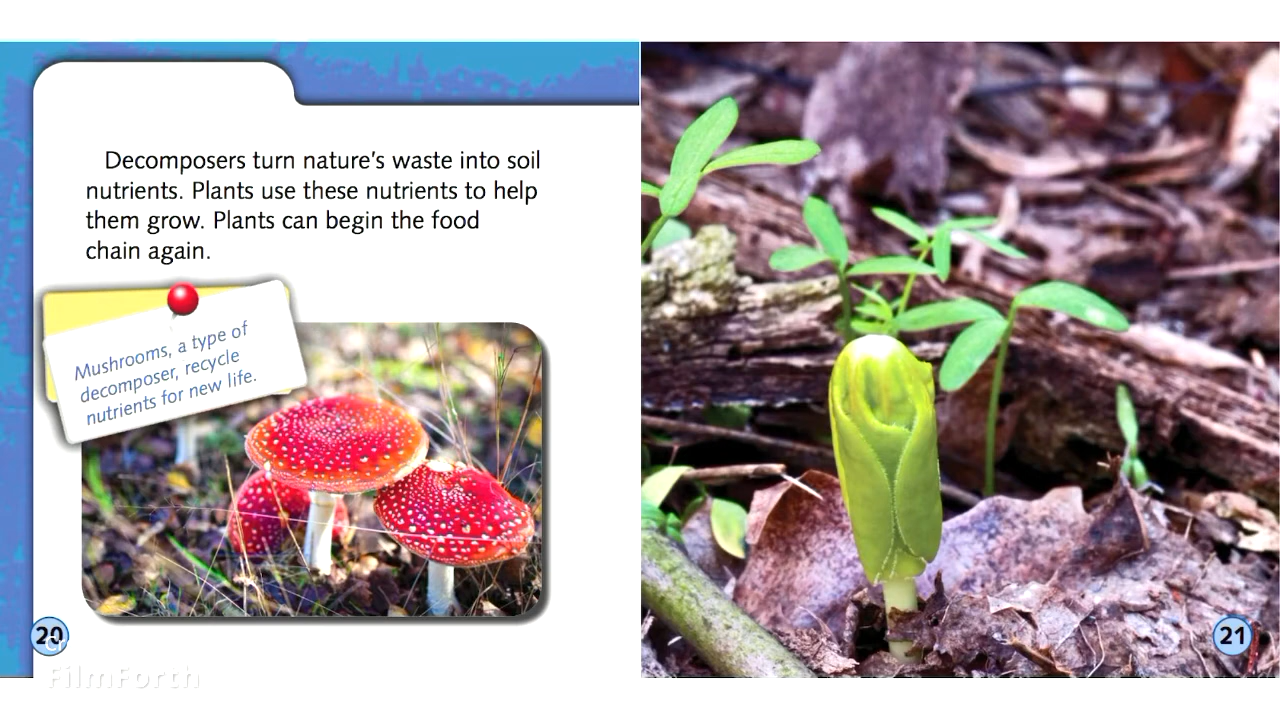 Decomposers turn nature's waste into soil
nutrients. Plants use these nutrients to help
them grow. Plants can begin the food
chain again.
Mushrooms, a type of
decomposer, recycle
nutrients for new life.
20
21
FilmForth